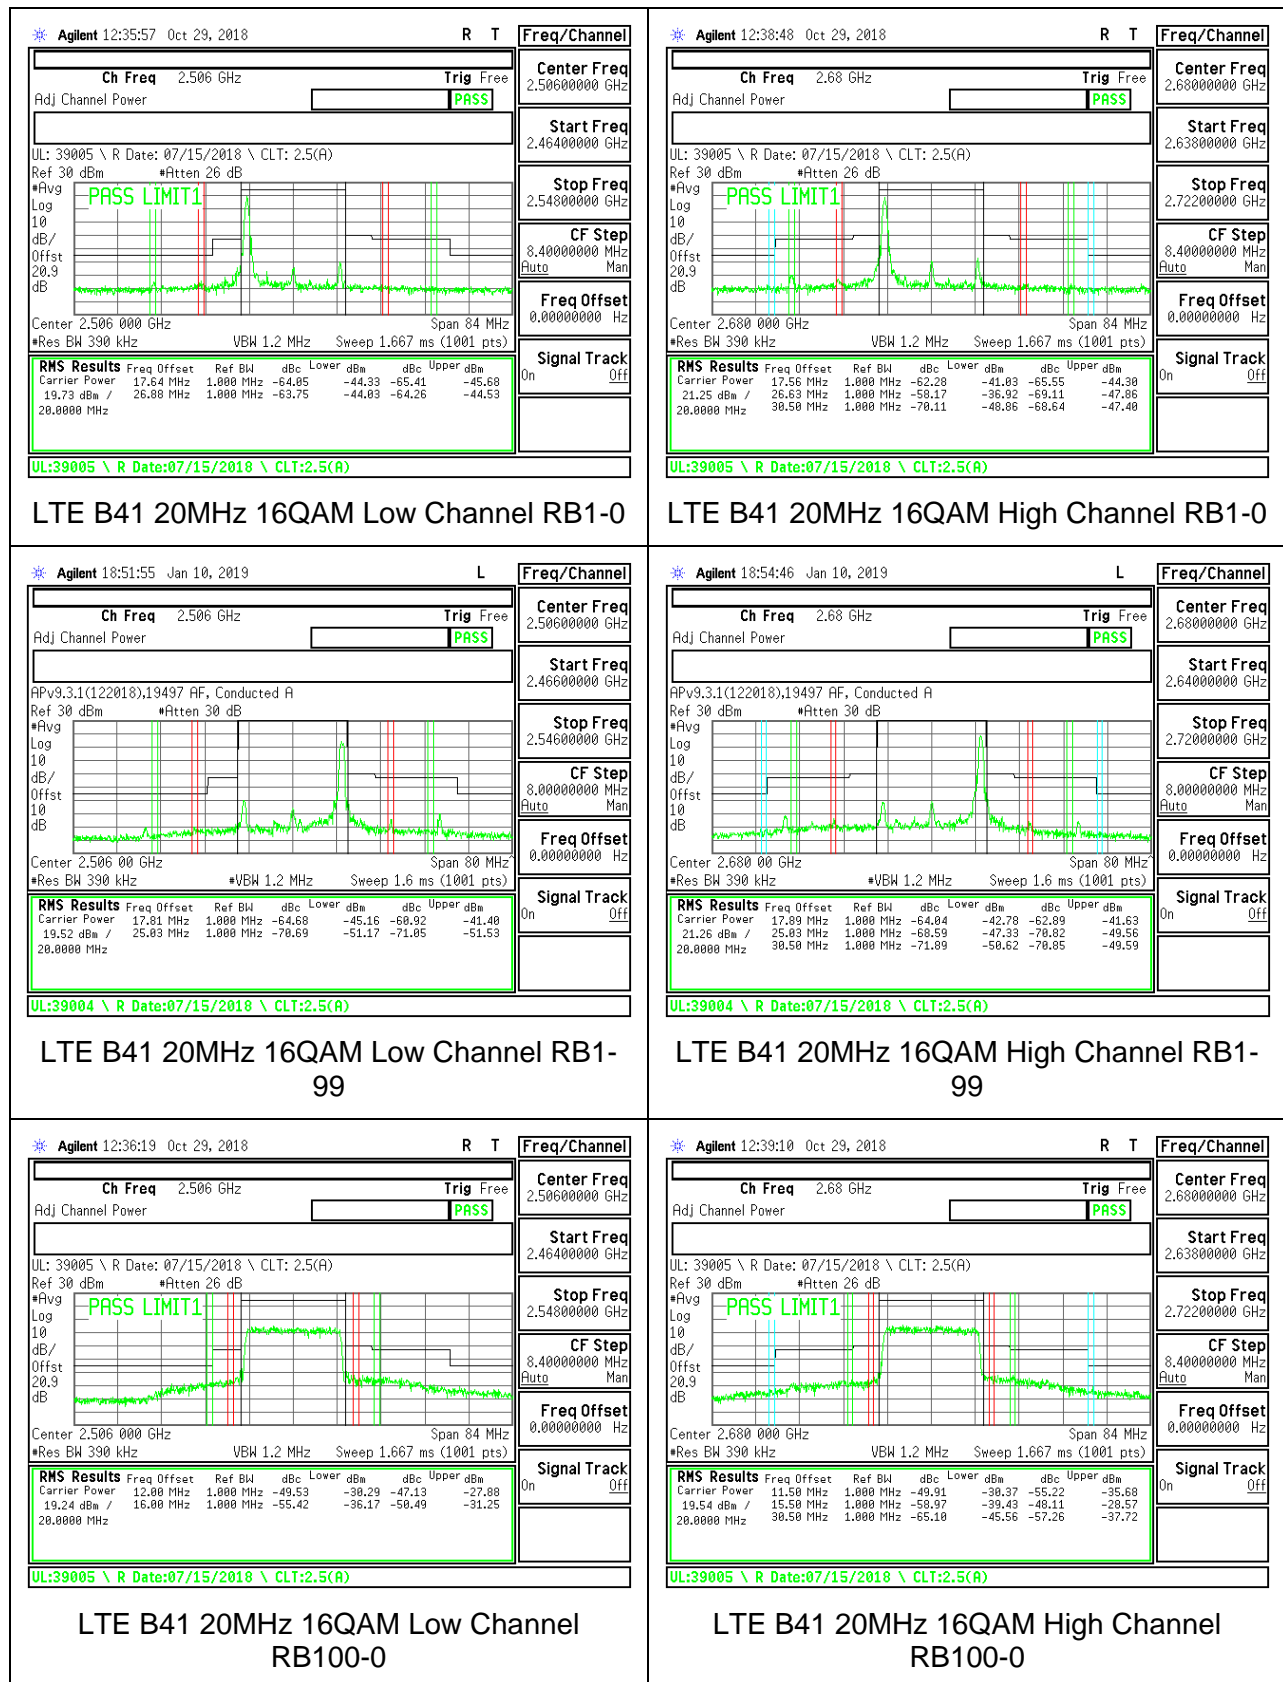 Agilent 12:35:57 Oct 29, 2018 R T Freq/Channel
Ch Freq 2.506 GHz Trig Free
Adj Channel Power PASS
Center Freq
2.50600000 GHz
Start Freq
2.46400000 GHz
Stop Freq
2.54800000 GHz
CF Step
8.40000000 MHz
Auto Man
Freq Offset
0.00000000 Hz
Signal Track
On Off
UL: 39005 \ R Date: 07/15/2018 \ CLT: 2.5(A)
Ref 30 dBm #Atten 26 dB
#Avg
Log
10
dB/
Offst
20.9
dB
PASS LIMIT1
Center 2.506 000 GHz Span 84 MHz
#Res BW 390 kHz VBW 1.2 MHz Sweep 1.667 ms (1001 pts)
RMS Results Freq Offset Ref BW dBc Lower dBm dBc Upper dBm
Carrier Power 17.64 MHz 1.000 MHz -64.05 -44.33 -65.41 -45.68
19.73 dBm / 26.88 MHz 1.000 MHz -63.75 -44.03 -64.26 -44.53
20.0000 MHz
UL:39005 \ R Date:07/15/2018 \ CLT:2.5(A)
LTE B41 20MHz 16QAM Low Channel RB1-0
Agilent 12:38:48 Oct 29, 2018 R T Freq/Channel
Ch Freq 2.68 GHz Trig Free
Adj Channel Power PASS
Center Freq
2.68000000 GHz
Start Freq
2.63800000 GHz
Stop Freq
2.72200000 GHz
CF Step
8.40000000 MHz
Auto Man
Freq Offset
0.00000000 Hz
Signal Track
On Off
UL: 39005 \ R Date: 07/15/2018 \ CLT: 2.5(A)
Ref 30 dBm #Atten 26 dB
#Avg
Log
10
dB/
Offst
20.9
dB
PASS LIMIT1
Center 2.680 000 GHz Span 84 MHz
#Res BW 390 kHz VBW 1.2 MHz Sweep 1.667 ms (1001 pts)
RMS Results Freq Offset Ref BW dBc Lower dBm dBc Upper dBm
Carrier Power 17.56 MHz 1.000 MHz -62.28 -41.03 -65.55 -44.30
21.25 dBm / 26.63 MHz 1.000 MHz -58.17 -36.92 -69.11 -47.86
20.0000 MHz 30.50 MHz 1.000 MHz -70.11 -48.86 -68.64 -47.40
UL:39005 \ R Date:07/15/2018 \ CLT:2.5(A)
LTE B41 20MHz 16QAM High Channel RB1-0
Agilent 18:51:55 Jan 10, 2019 L Freq/Channel
Ch Freq 2.506 GHz Trig Free
Adj Channel Power PASS
Center Freq
2.50600000 GHz
Start Freq
2.46600000 GHz
Stop Freq
2.54600000 GHz
CF Step
8.00000000 MHz
Auto Man
Freq Offset
0.00000000 Hz
Signal Track
On Off
APv9.3.1(122018),19497 AF, Conducted A
Ref 30 dBm #Atten 30 dB
#Avg
Log
10
dB/
Offst
10
dB
Center 2.506 00 GHz Span 80 MHz^
#Res BW 390 kHz #VBW 1.2 MHz Sweep 1.6 ms (1001 pts)
RMS Results Freq Offset Ref BW dBc Lower dBm dBc Upper dBm
Carrier Power 17.81 MHz 1.000 MHz -64.68 -45.16 -60.92 -41.40
19.52 dBm / 25.03 MHz 1.000 MHz -70.69 -51.17 -71.05 -51.53
20.0000 MHz
UL:39004 \ R Date:07/15/2018 \ CLT:2.5(A)
LTE B41 20MHz 16QAM Low Channel RB1-
99
Agilent 18:54:46 Jan 10, 2019 L Freq/Channel
Ch Freq 2.68 GHz Trig Free
Adj Channel Power PASS
Center Freq
2.68000000 GHz
Start Freq
2.64000000 GHz
Stop Freq
2.72000000 GHz
CF Step
8.00000000 MHz
Auto Man
Freq Offset
0.00000000 Hz
Signal Track
On Off
APv9.3.1(122018),19497 AF, Conducted A
Ref 30 dBm #Atten 30 dB
#Avg
Log
10
dB/
Offst
10
dB
Center 2.680 00 GHz Span 80 MHz^
#Res BW 390 kHz #VBW 1.2 MHz Sweep 1.6 ms (1001 pts)
RMS Results Freq Offset Ref BW dBc Lower dBm dBc Upper dBm
Carrier Power 17.89 MHz 1.000 MHz -64.04 -42.78 -62.89 -41.63
21.26 dBm / 25.03 MHz 1.000 MHz -68.59 -47.33 -70.82 -49.56
20.0000 MHz 30.50 MHz 1.000 MHz -71.89 -50.62 -70.85 -49.59
UL:39004 \ R Date:07/15/2018 \ CLT:2.5(A)
LTE B41 20MHz 16QAM High Channel RB1-
99
Agilent 12:36:19 Oct 29, 2018 R T Freq/Channel
Ch Freq 2.506 GHz Trig Free
Adj Channel Power PASS
Center Freq
2.50600000 GHz
Start Freq
2.46400000 GHz
Stop Freq
2.54800000 GHz
CF Step
8.40000000 MHz
Auto Man
Freq Offset
0.00000000 Hz
Signal Track
On Off
UL: 39005 \ R Date: 07/15/2018 \ CLT: 2.5(A)
Ref 30 dBm #Atten 26 dB
#Avg
Log
10
dB/
Offst
20.9
dB
PASS LIMIT1
Center 2.506 000 GHz Span 84 MHz
#Res BW 390 kHz VBW 1.2 MHz Sweep 1.667 ms (1001 pts)
RMS Results Freq Offset Ref BW dBc Lower dBm dBc Upper dBm
Carrier Power 12.00 MHz 1.000 MHz -49.53 -30.29 -47.13 -27.88
19.24 dBm / 16.00 MHz 1.000 MHz -55.42 -36.17 -50.49 -31.25
20.0000 MHz
UL:39005 \ R Date:07/15/2018 \ CLT:2.5(A)
LTE B41 20MHz 16QAM Low Channel
RB100-0
Agilent 12:39:10 Oct 29, 2018 R T Freq/Channel
Ch Freq 2.68 GHz Trig Free
Adj Channel Power PASS
Center Freq
2.68000000 GHz
Start Freq
2.63800000 GHz
Stop Freq
2.72200000 GHz
CF Step
8.40000000 MHz
Auto Man
Freq Offset
0.00000000 Hz
Signal Track
On Off
UL: 39005 \ R Date: 07/15/2018 \ CLT: 2.5(A)
Ref 30 dBm #Atten 26 dB
#Avg
Log
10
dB/
Offst
20.9
dB
PASS LIMIT1
Center 2.680 000 GHz Span 84 MHz
#Res BW 390 kHz VBW 1.2 MHz Sweep 1.667 ms (1001 pts)
RMS Results Freq Offset Ref BW dBc Lower dBm dBc Upper dBm
Carrier Power 11.50 MHz 1.000 MHz -49.91 -30.37 -55.22 -35.68
19.54 dBm / 15.50 MHz 1.000 MHz -58.97 -39.43 -48.11 -28.57
20.0000 MHz 30.50 MHz 1.000 MHz -65.10 -45.56 -57.26 -37.72
UL:39005 \ R Date:07/15/2018 \ CLT:2.5(A)
LTE B41 20MHz 16QAM High Channel
RB100-0